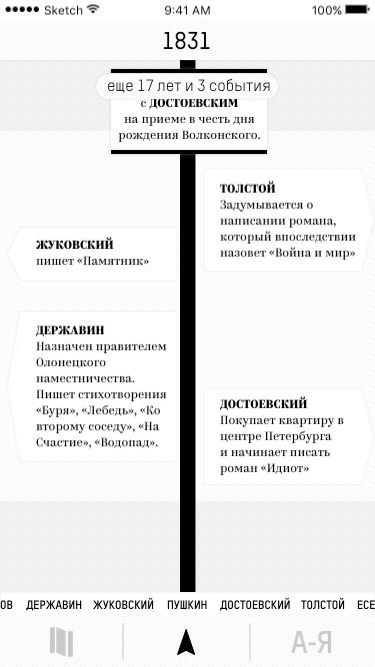 Sketch 9:41 AM 100%
1831
еще 17 лет и 3 события
с ДОСТОЕВСКИМ
на приеме в честь дня
рождения Волконского.
ТОЛСТОЙ
Задумывается о
написании романа,
который впоследствии
назовет «Война и мир»
ЖУКОВСКИЙ
пишет «Памятник»
ДЕРЖАВИН
Назначен правителем
Олонецкого
наместничества.
Пишет стихотворения
«Буря», «Лебедь», «Ко
второму соседу», «На
Счастие», «Водопад».
ДОСТОЕВСКИЙ
Покупает квартиру в
центре Петербурга
и начинает писать
роман «Идиот»
ОВ ДЕРЖАВИН ЖУКОВСКИЙ ПУШКИН ДОСТОЕВСКИЙ ТОЛСТОЙ ЕСЕ
А-Я